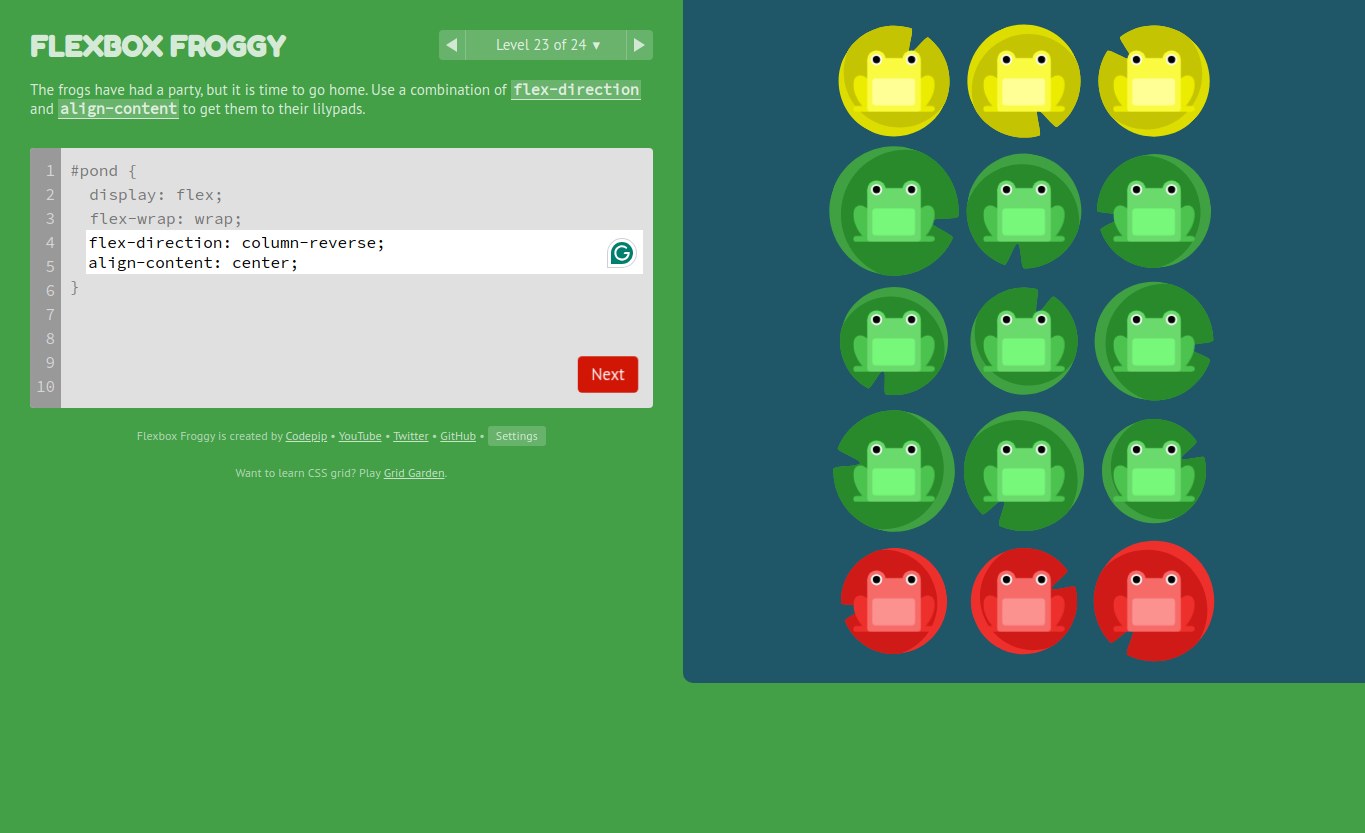 FLEXBOX FROGGY
◀ Level 23 of 24 ▼ ▶
The frogs have had a party, but it is time to go home. Use a combination of flex-direction
and align-content to get them to their lilypads.
1 #pond {
2 display: flex;
3 flex-wrap: wrap;
4 flex-direction: column-reverse;
5 align-content: center;
6 }
7
8
9
10
Next
Flexbox Froggy is created by Codepip • YouTube • Twitter • GitHub • Settings
Want to learn CSS grid? Play Grid Garden.